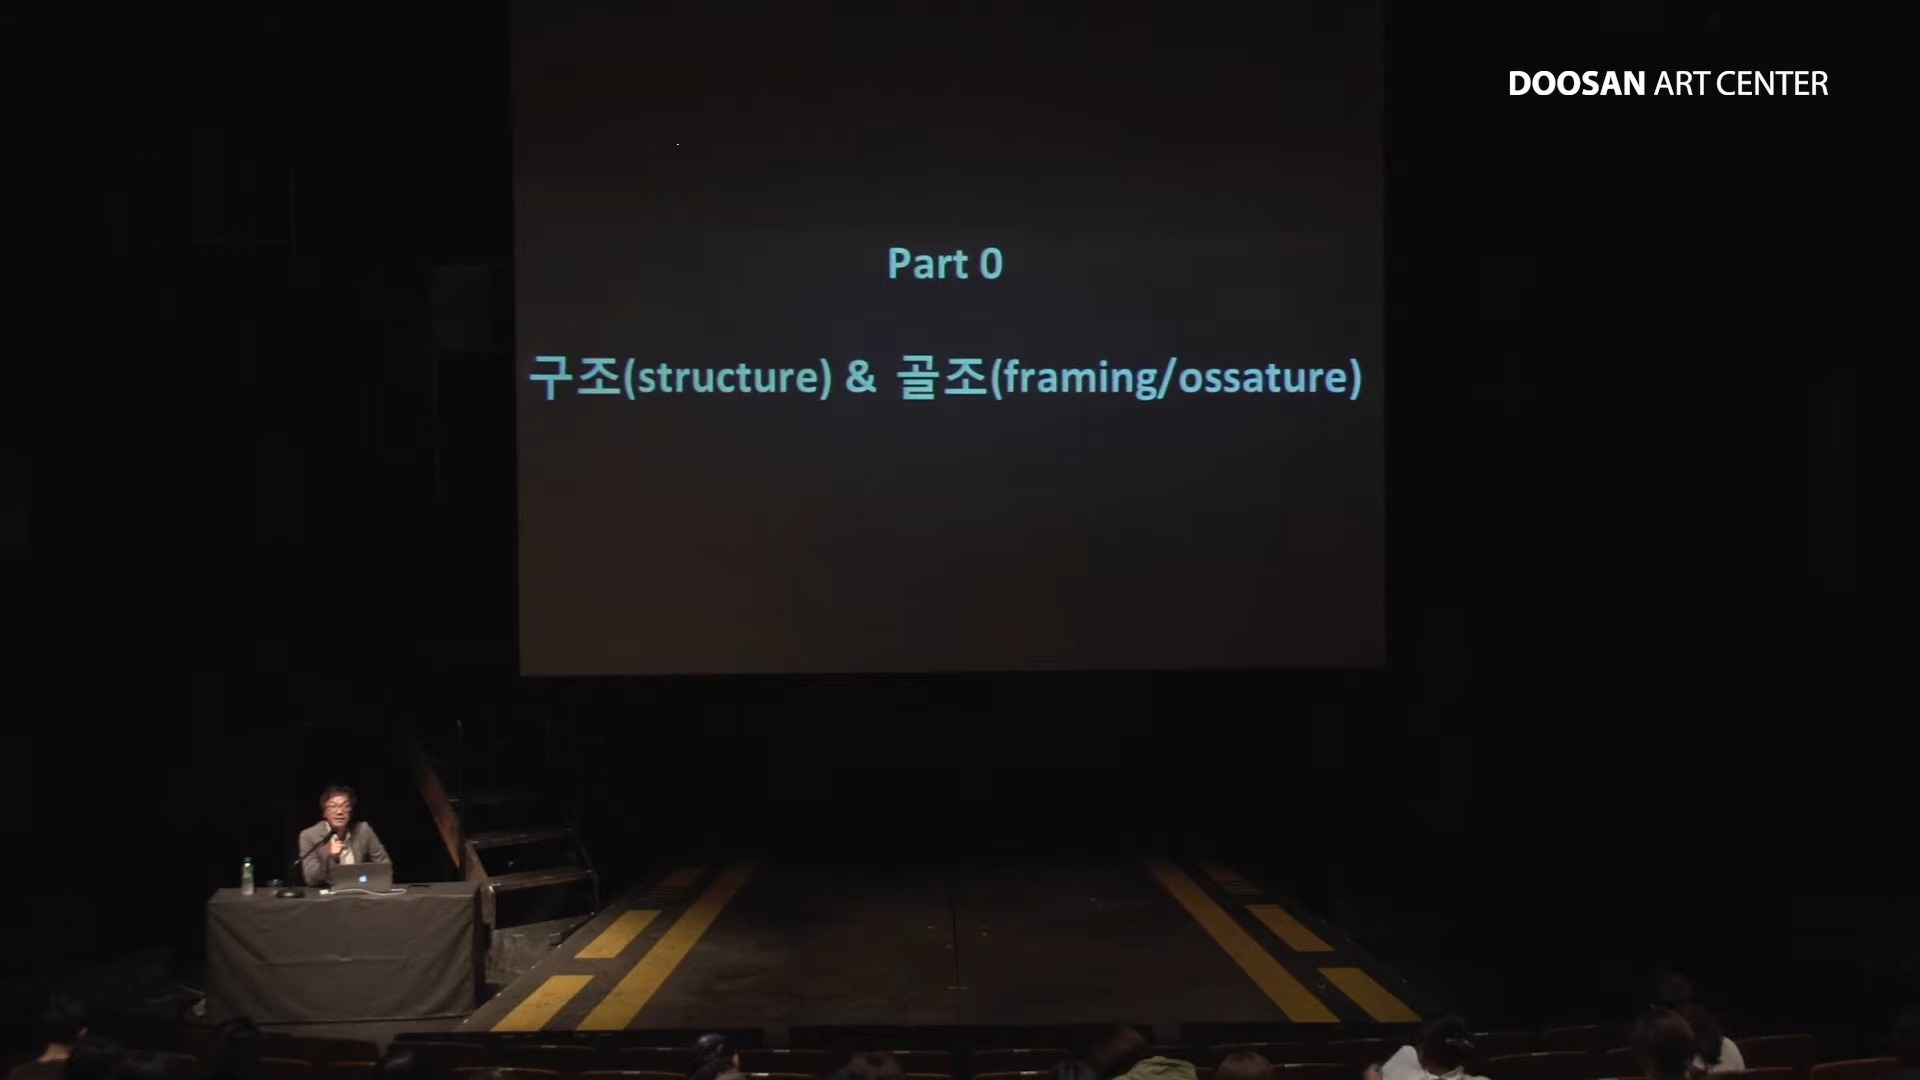 DOOSAN ART CENTER
Part 0
구조(structure) & 골조(framing/ossature)